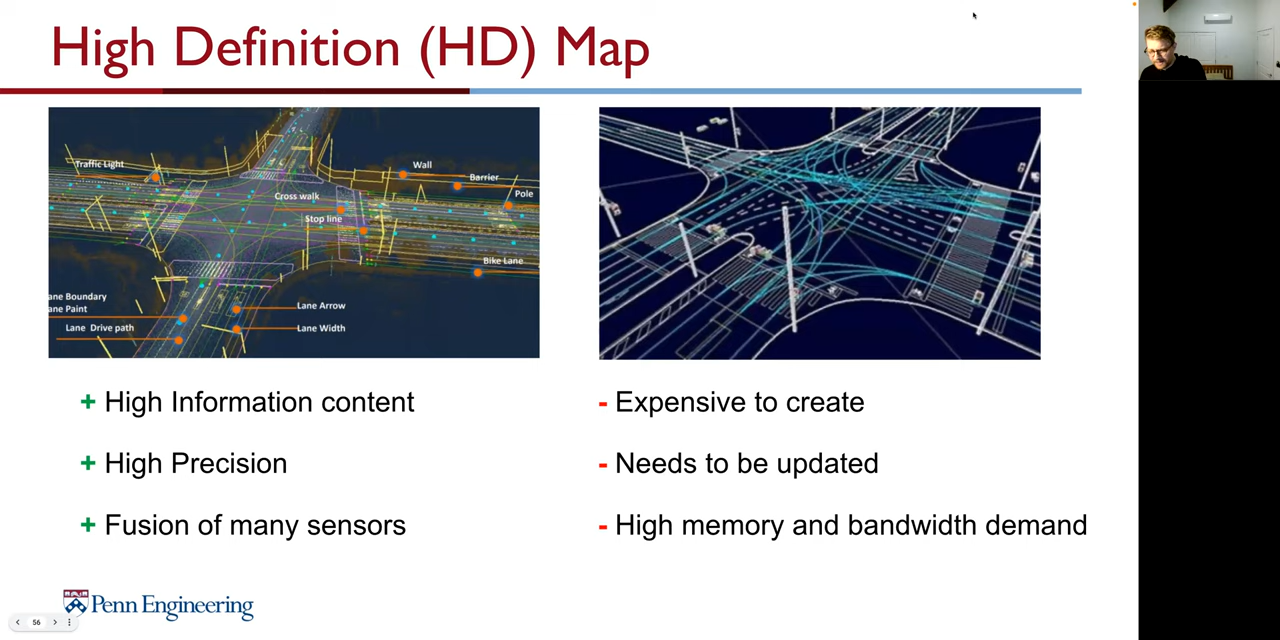 High Definition (HD) Map
Traffic Light
Wall
Barrier
Pole
Cross walk
Stop line
Bike Lane
ane Boundary
ane Paint
Lane Arrow
Lane Drive path
Lane Width
+ High Information content
+ High Precision
+ Fusion of many sensors
- Expensive to create
- Needs to be updated
- High memory and bandwidth demand
Penn Engineering
56